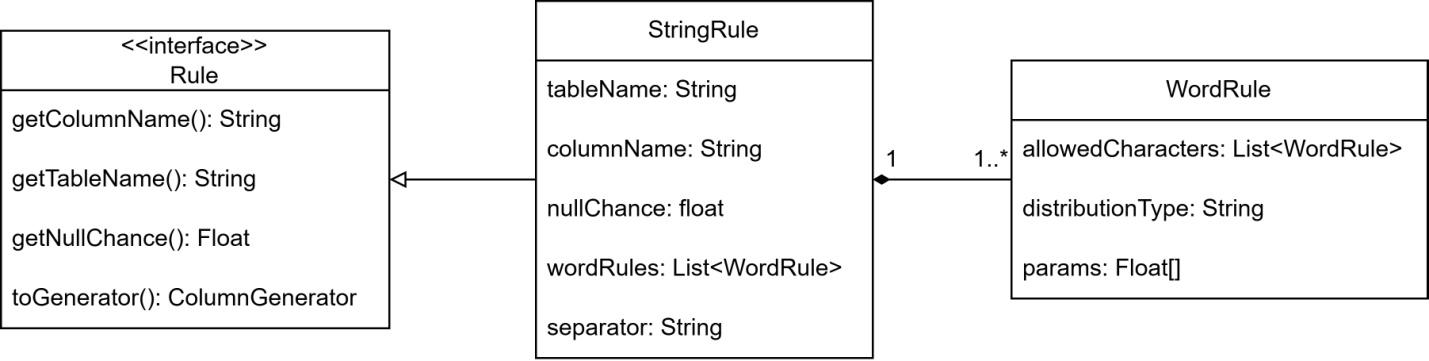 <<interface>>
Rule
getColumnName(): String
getTableName(): String
getNullChance(): Float
toGenerator(): ColumnGenerator
StringRule
tableName: String
columnName: String
nullChance: float
wordRules: List<WordRule>
separator: String
1
1..*
WordRule
allowedCharacters: List<WordRule>
distributionType: String
params: Float[]